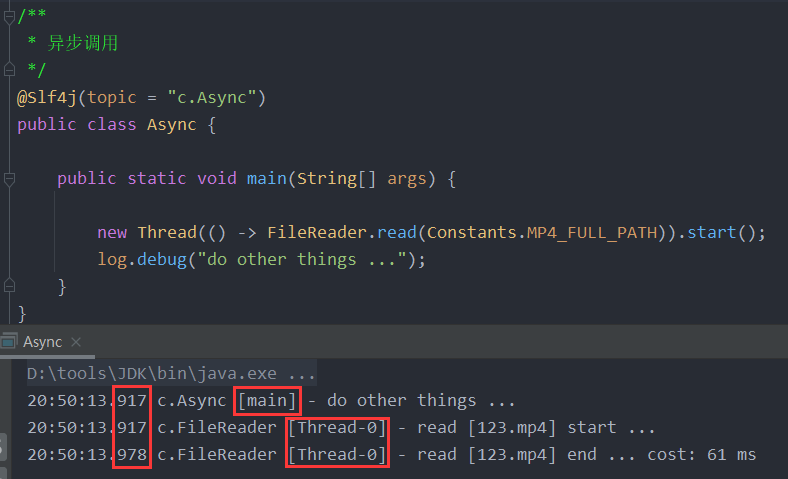 /**
* 异步调用
*/
@Slf4j(topic = "c.Async")
public class Async {
public static void main(String[] args) {
new Thread(() -> FileReader.read(Constants.MP4_FULL_PATH)).start();
log.debug("do other things ...");
}
}
Async ×
D:\tools\JDK\bin\java.exe ...
20:50:13.917 c.Async [main] - do other things ...
20:50:13.917 c.FileReader [Thread-0] - read [123.mp4] start ...
20:50:13.978 c.FileReader [Thread-0] - read [123.mp4] end ... cost: 61 ms